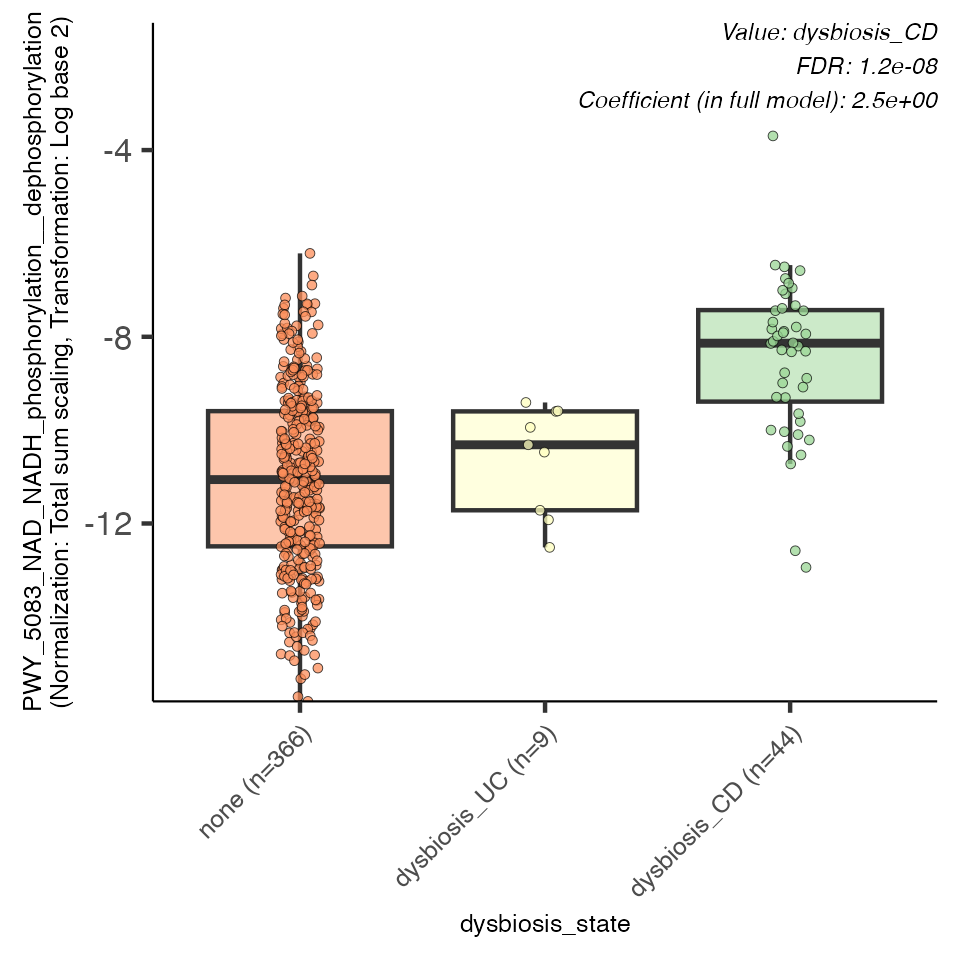 Value: dysbiosis_CD
FDR: 1.2e-08
Coefficient (in full model): 2.5e+00
PWY_5083_NAD_NADH_phosphorylation__dephosphorylation
(Normalization: Total sum scaling, Transformation: Log base 2)
-4
-8
-12
none (n=366)
dysbiosis_UC (n=9)
dysbiosis_CD (n=44)
dysbiosis_state